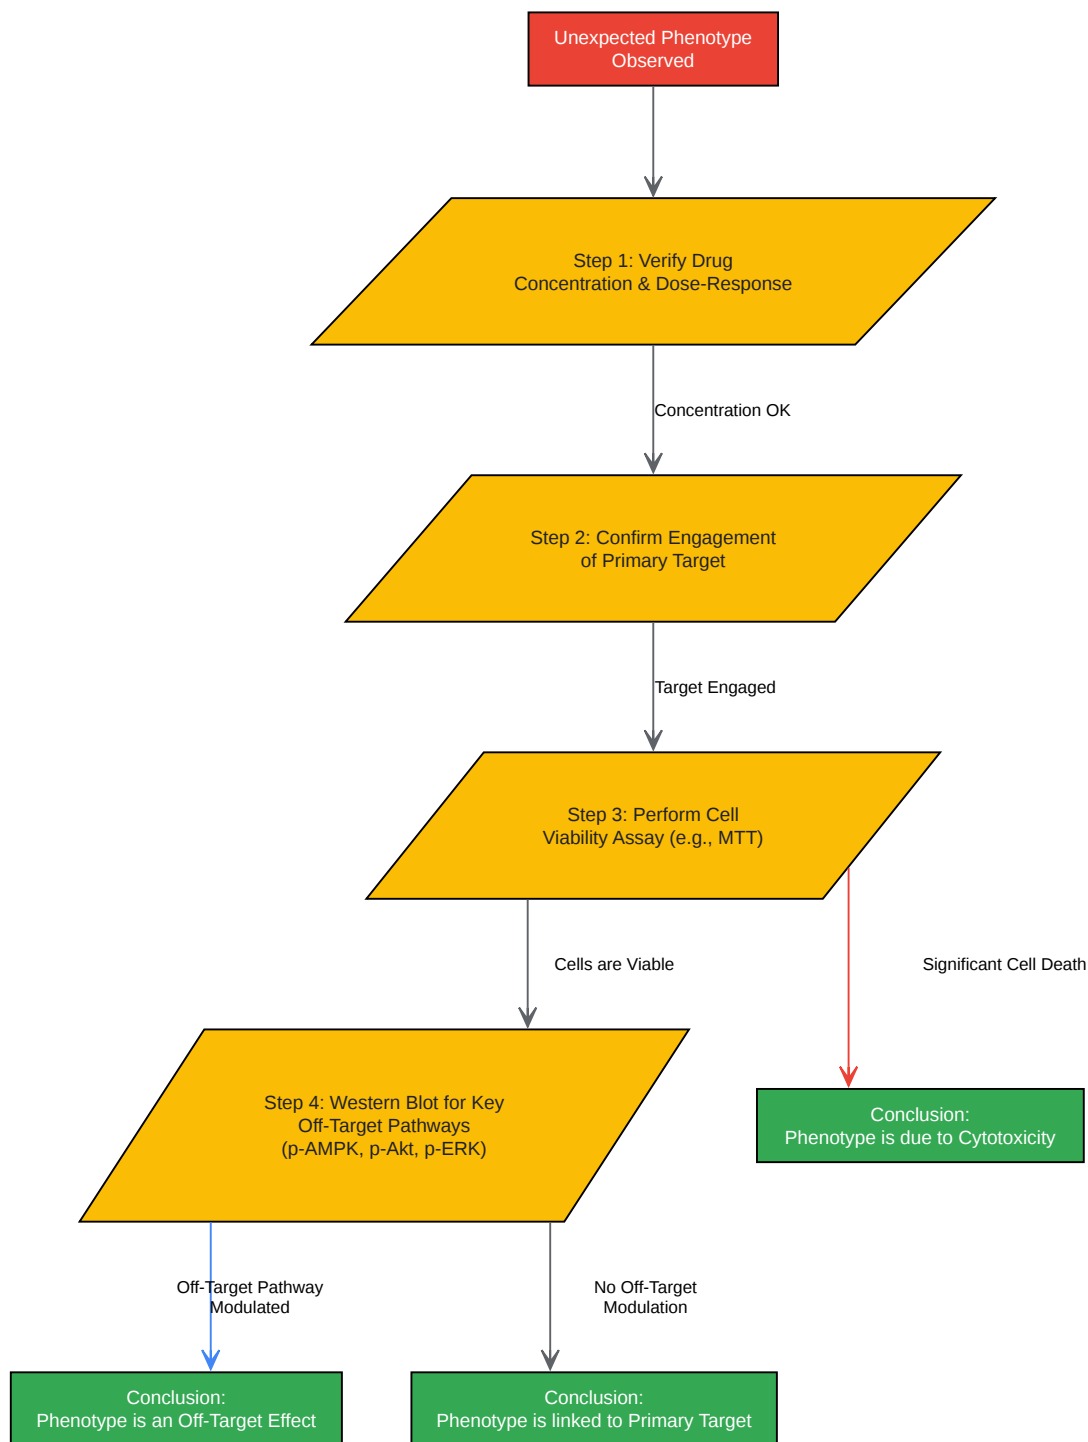 Unexpected Phenotype
Observed
Step 1: Verify Drug
Concentration & Dose-Response
Concentration OK
Step 2: Confirm Engagement
of Primary Target
Target Engaged
Step 3: Perform Cell
Viability Assay (e.g., MTT)
Cells are Viable
Significant Cell Death
Step 4: Western Blot for Key
Off-Target Pathways
(p-AMPK, p-Akt, p-ERK)
Conclusion:
Phenotype is due to Cytotoxicity
Off-Target Pathway
Modulated
No Off-Target
Modulation
Conclusion:
Phenotype is an Off-Target Effect
Conclusion:
Phenotype is linked to Primary Target